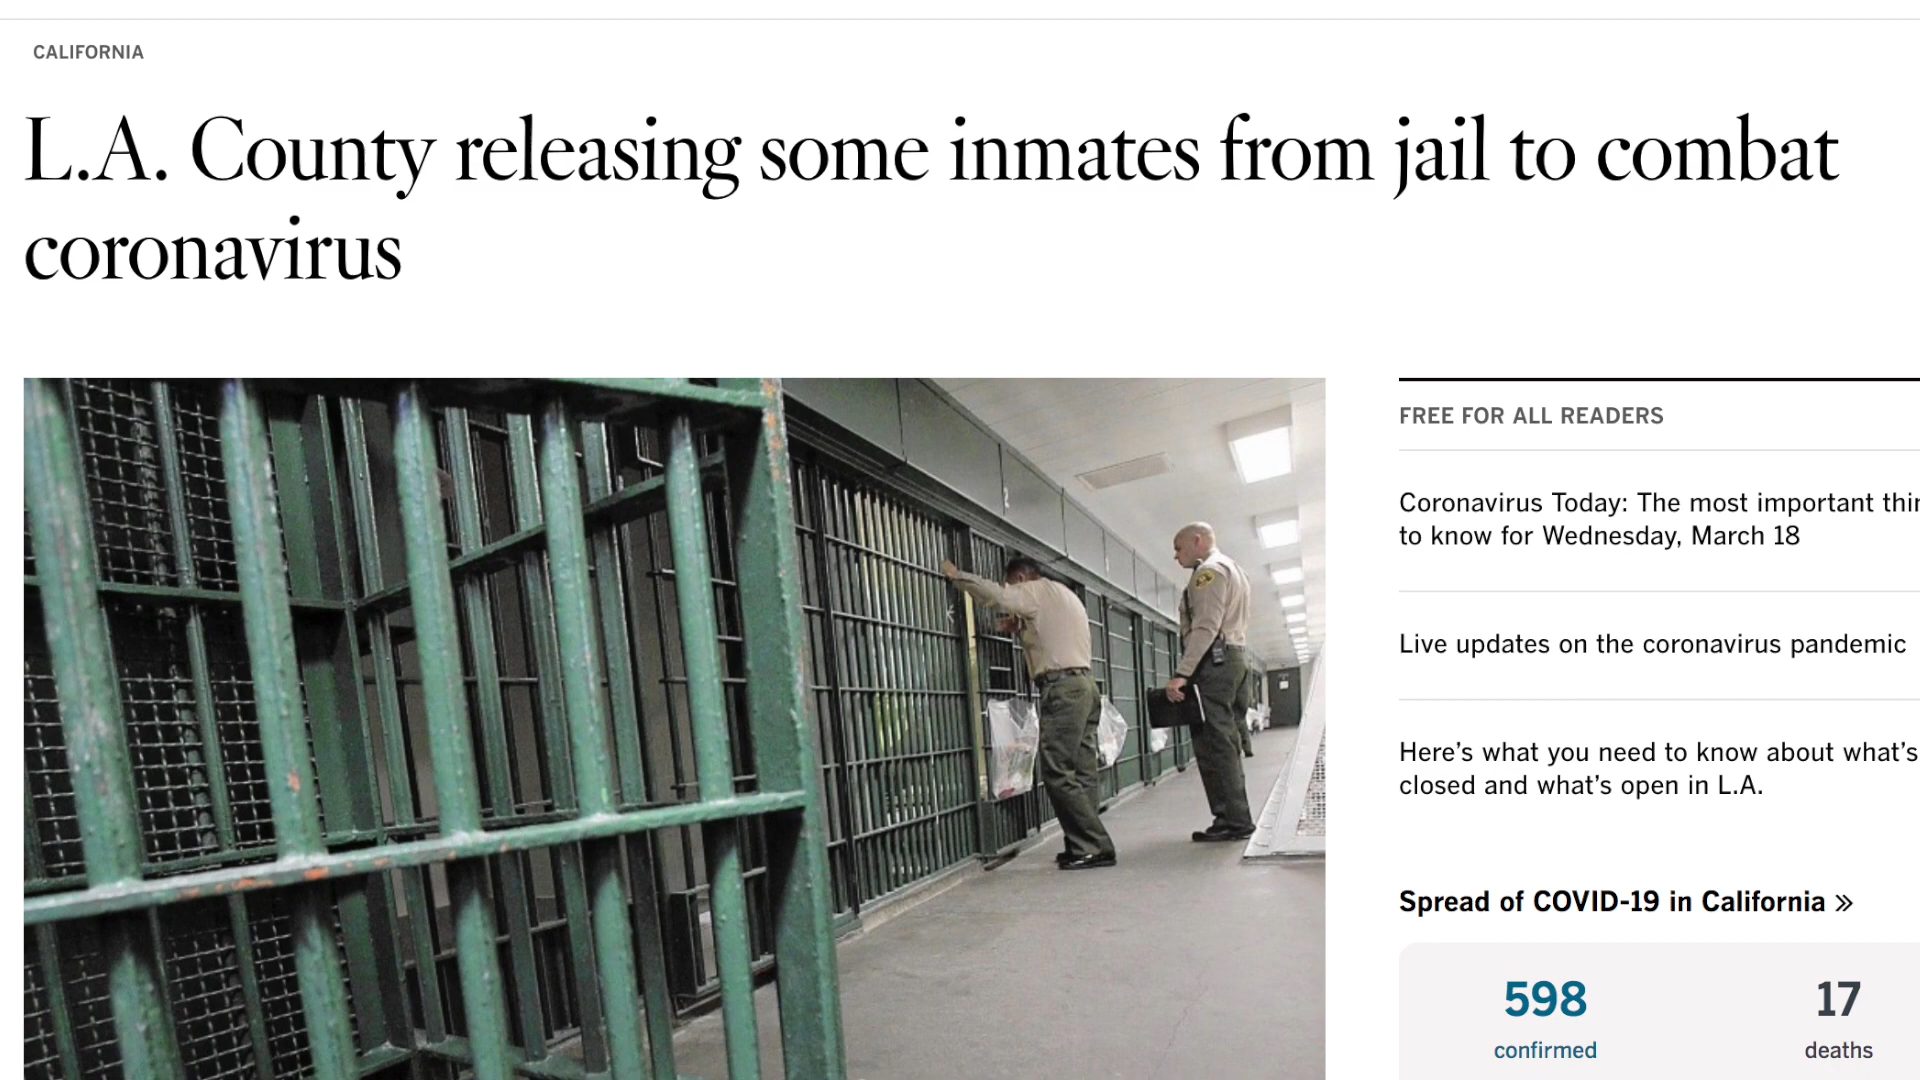 CALIFORNIA
L.A. County releasing some inmates from jail to combat
coronavirus
FREE FOR ALL READERS
Coronavirus Today: The most important
to know for Wednesday, March 18
Live updates on the coronavirus pandemic
Here’s what you need to know about what’s
closed and what’s open in L.A.
Spread of COVID-19 in California »
598
confirmed
17
deaths